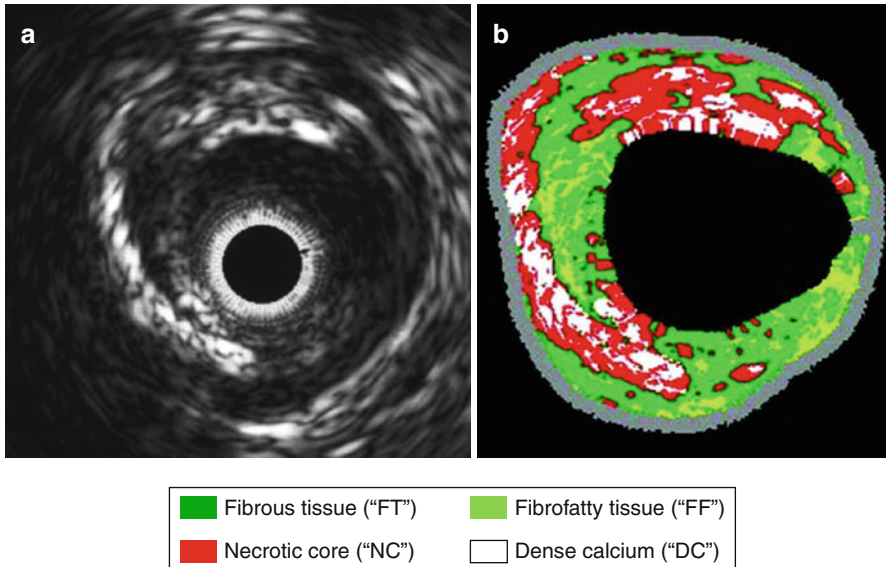 a
b
Fibrous tissue (“FT”)
Fibrofatty tissue (“FF”)
Necrotic core (“NC”)
Dense calcium (“DC”)